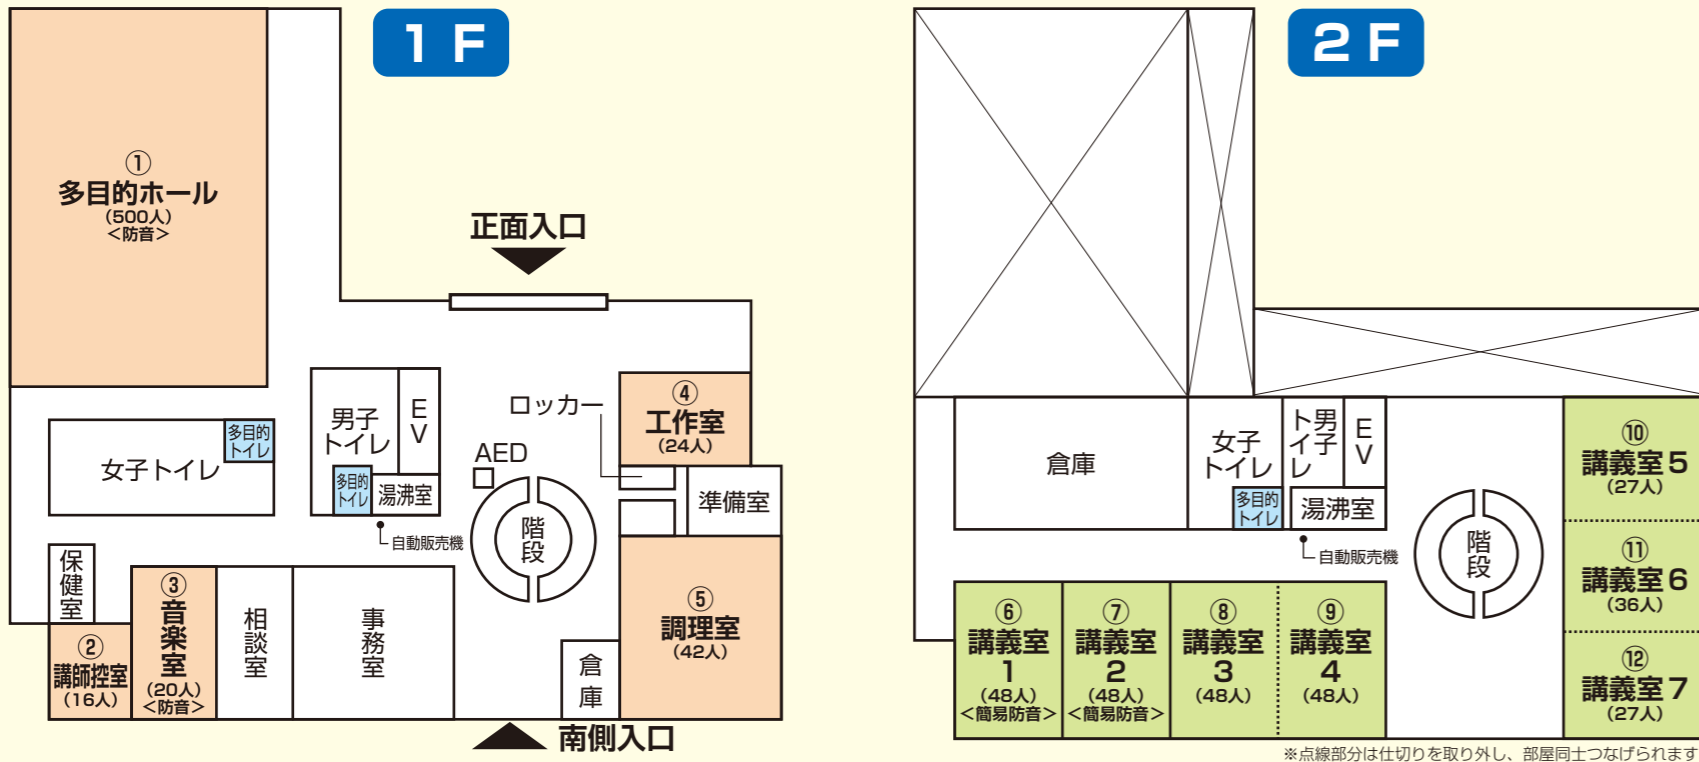 1F
①
多目的ホール
(500人)
<防音>
正面入口
男子
トイレ
EV
多目的
トイレ
湯沸室
自動販売機
女子トイレ
多目的
トイレ
ロッカー
AED
階段
④
工作室
(24人)
準備室
⑤
調理室
(42人)
保健室
②
講師控室
(16人)
③
音楽室
(20人)
<防音>
相談室
事務室
倉庫
南側入口
2F
倉庫
女子
トイレ
多目的
トイレ
男子
トイレ
EV
湯沸室
自動販売機
階段
⑩
講義室5
(27人)
⑪
講義室6
(36人)
⑫
講義室7
(27人)
⑥
講義室
1
(48人)
<簡易防音>
⑦
講義室
2
(48人)
<簡易防音>
⑧
講義室
3
(48人)
⑨
講義室
4
(48人)
※点線部分は仕切りを取り外し、部屋同士つなげられます